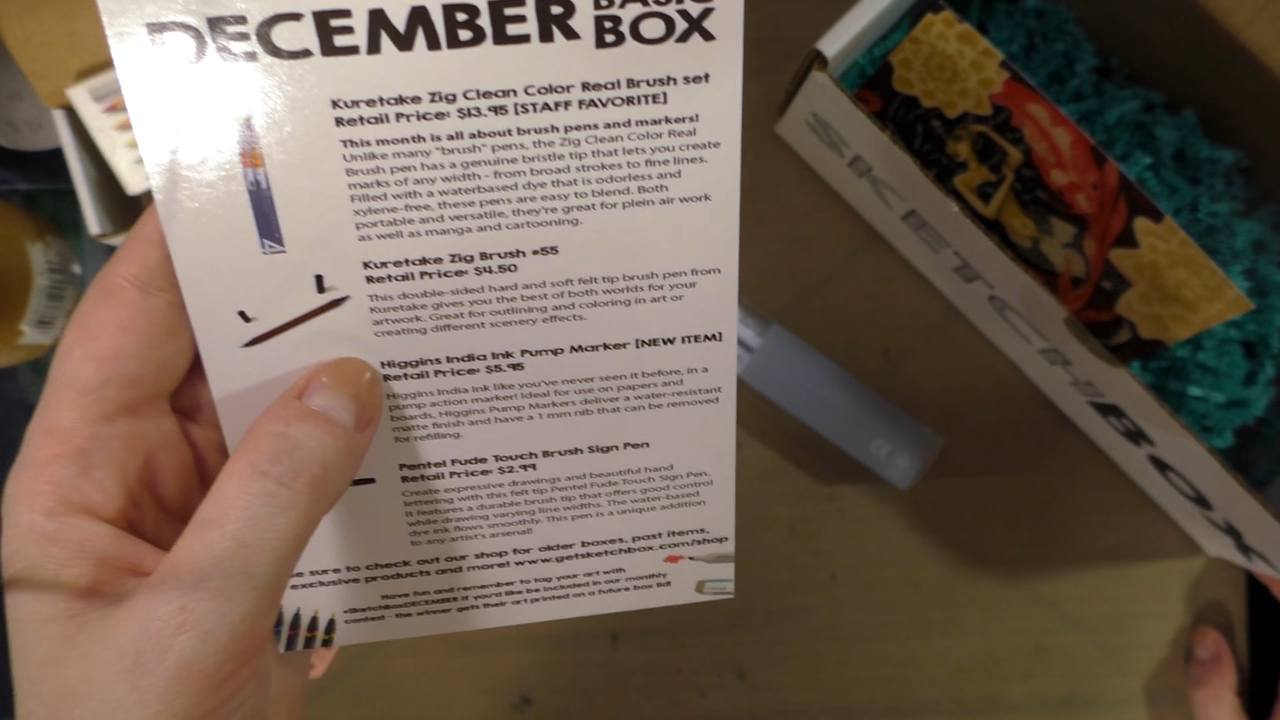 DECEMBER BASIC BOX
Kuretake Zig Clean Color Real Brush set
Retail Price: $13.95 [STAFF FAVORITE]
This month is all about brush pens and markers!
Unlike many "brush" pens, the Zig Clean Color Real
Brush pen has a genuine bristle tip that lets you create
marks of any width - from broad strokes to fine lines.
Filled with a waterbased dye that is odorless and
xylene-free, these pens are easy to blend. Both
portable and versatile, they're great for plein air work
as well as manga and cartooning.
Kuretake Zig Brush #55
Retail Price: $4.50
This double-sided hard and soft felt tip brush pen from
Kuretake gives you the best of both worlds for your
artwork. Great for outlining and coloring in art or
creating different scenery effects.
Higgins India Ink Pump Marker [NEW ITEM]
Retail Price: $5.95
Higgins India Ink like you've never seen it before, in a
pump action marker! Ideal for use on papers and
boards, Higgins Pump Markers deliver a water-resistant
matte finish and have a 1 mm nib that can be removed
for refilling.
Pentel Fude Touch Brush Sign Pen
Retail Price: $2.99
Create expressive drawings and beautiful hand
lettering with this felt tip Pentel Fude Touch Sign Pen.
It features a durable brush tip that offers good control
while drawing varying line widths. The water-based
dye ink flows smoothly. This pen is a unique addition
to any artist's arsenal!
e sure to check out our shop for older boxes, past items,
exclusive products and more! www.getsketchbox.com/shop
Have fun and remember to tag your art with
#SketchBoxDECEMBER if you'd like be included in our monthly
contest - the winner gets their art printed on a future box lid!
SKETCHBOX